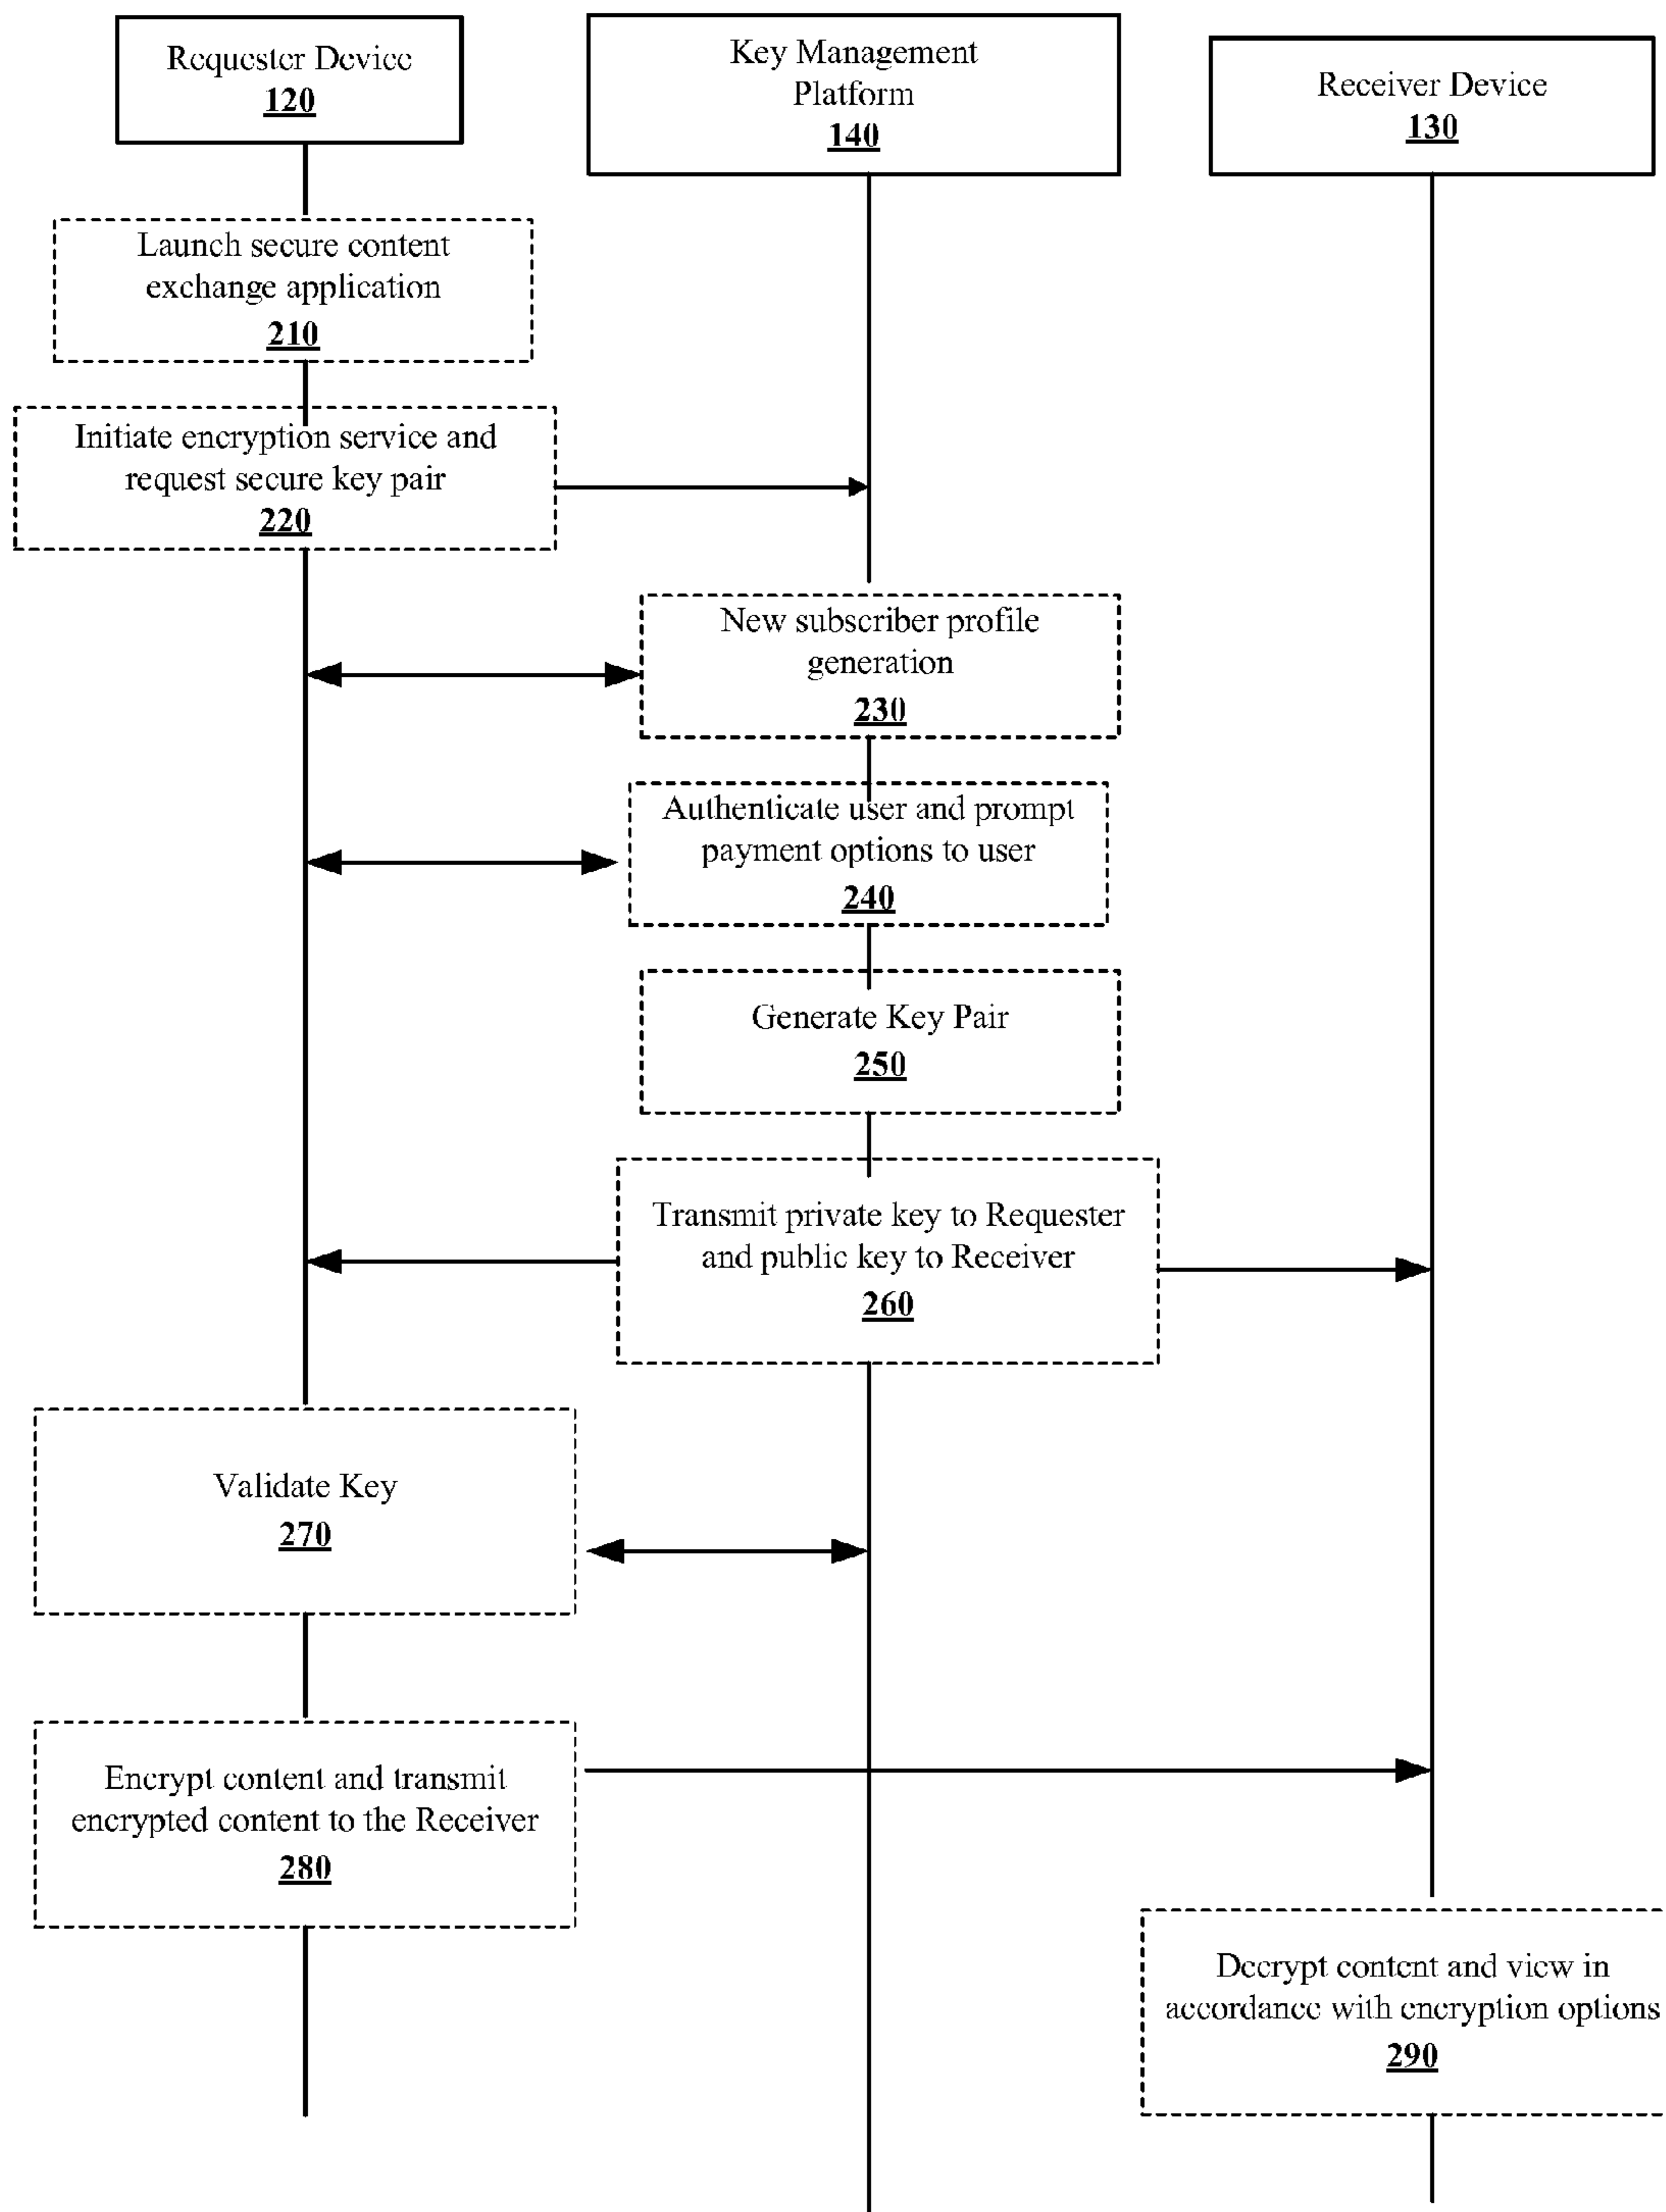 Requester Device
120
Key Management
Platform
140
Receiver Device
130
Launch secure content
exchange application
210
Initiate encryption service and
request secure key pair
220
New subscriber profile
generation
230
Authenticate user and prompt
payment options to user
240
Generate Key Pair
250
Transmit private key to Requester
and public key to Receiver
260
Validate Key
270
Encrypt content and transmit
encrypted content to the Receiver
280
Decrypt content and view in
accordance with encryption options
290